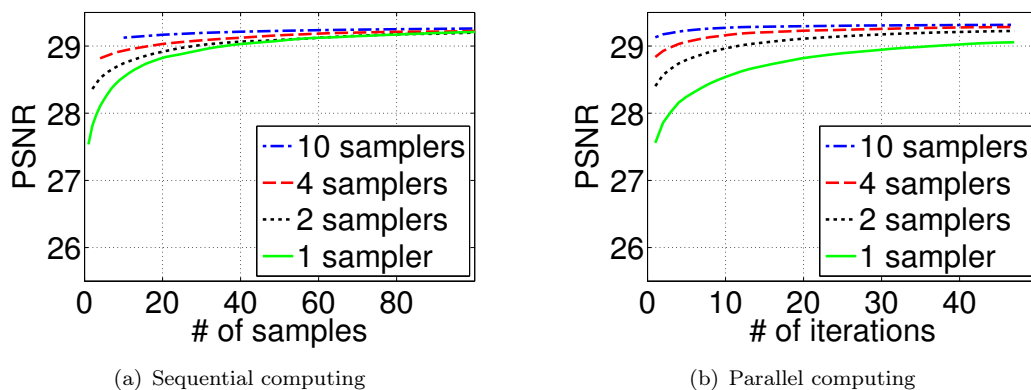 29
28
27
26
PSNR
10 samplers
4 samplers
2 samplers
1 sampler
0 20 40 60 80
# of samples
(a) Sequential computing
29
28
27
26
PSNR
10 samplers
4 samplers
2 samplers
1 sampler
0 10 20 30 40
# of iterations
(b) Parallel computing